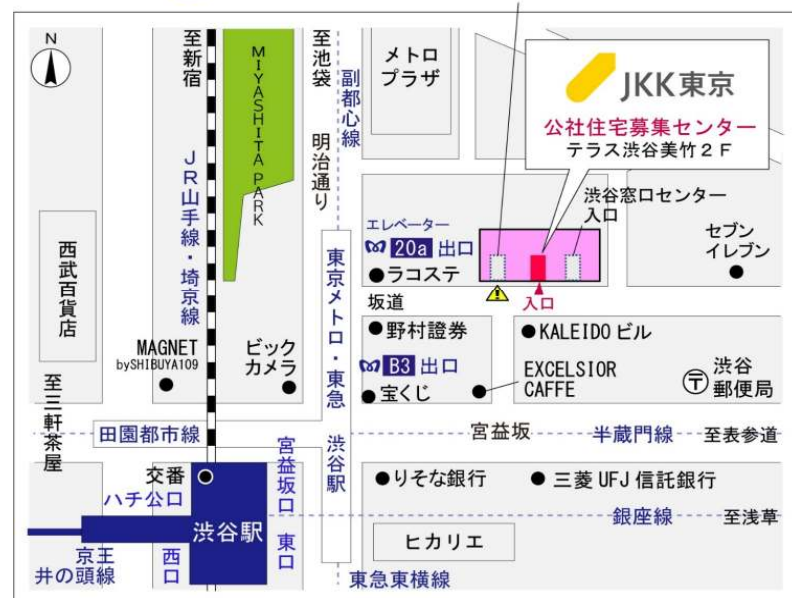 N
至新宿
MIYASHITA PARK
至池袋
副都心線
明治通り
メトロ
プラザ
JKK東京
公社住宅募集センター
テラス渋谷美竹２Ｆ
渋谷窓口センター
入口
ＪＲ山手線・埼京線
西武百貨店
エレベーター
20a 出口
ラコステ
セブン
イレブン
坂道
入口
東京メトロ・東急 渋谷駅
野村證券
KALEIDO ビル
MAGNET
bySHIBUYA109
ビック
カメラ
B3 出口
宝くじ
EXCELSIOR
CAFFE
渋谷
郵便局
至三軒茶屋
田園都市線
宮益坂
半蔵門線
至表参道
交番
ハチ公口
宮益坂口
りそな銀行
三菱 UFJ 信託銀行
渋谷駅
銀座線
至浅草
京王
井の頭線
西口
東口
ヒカリエ
東急東横線